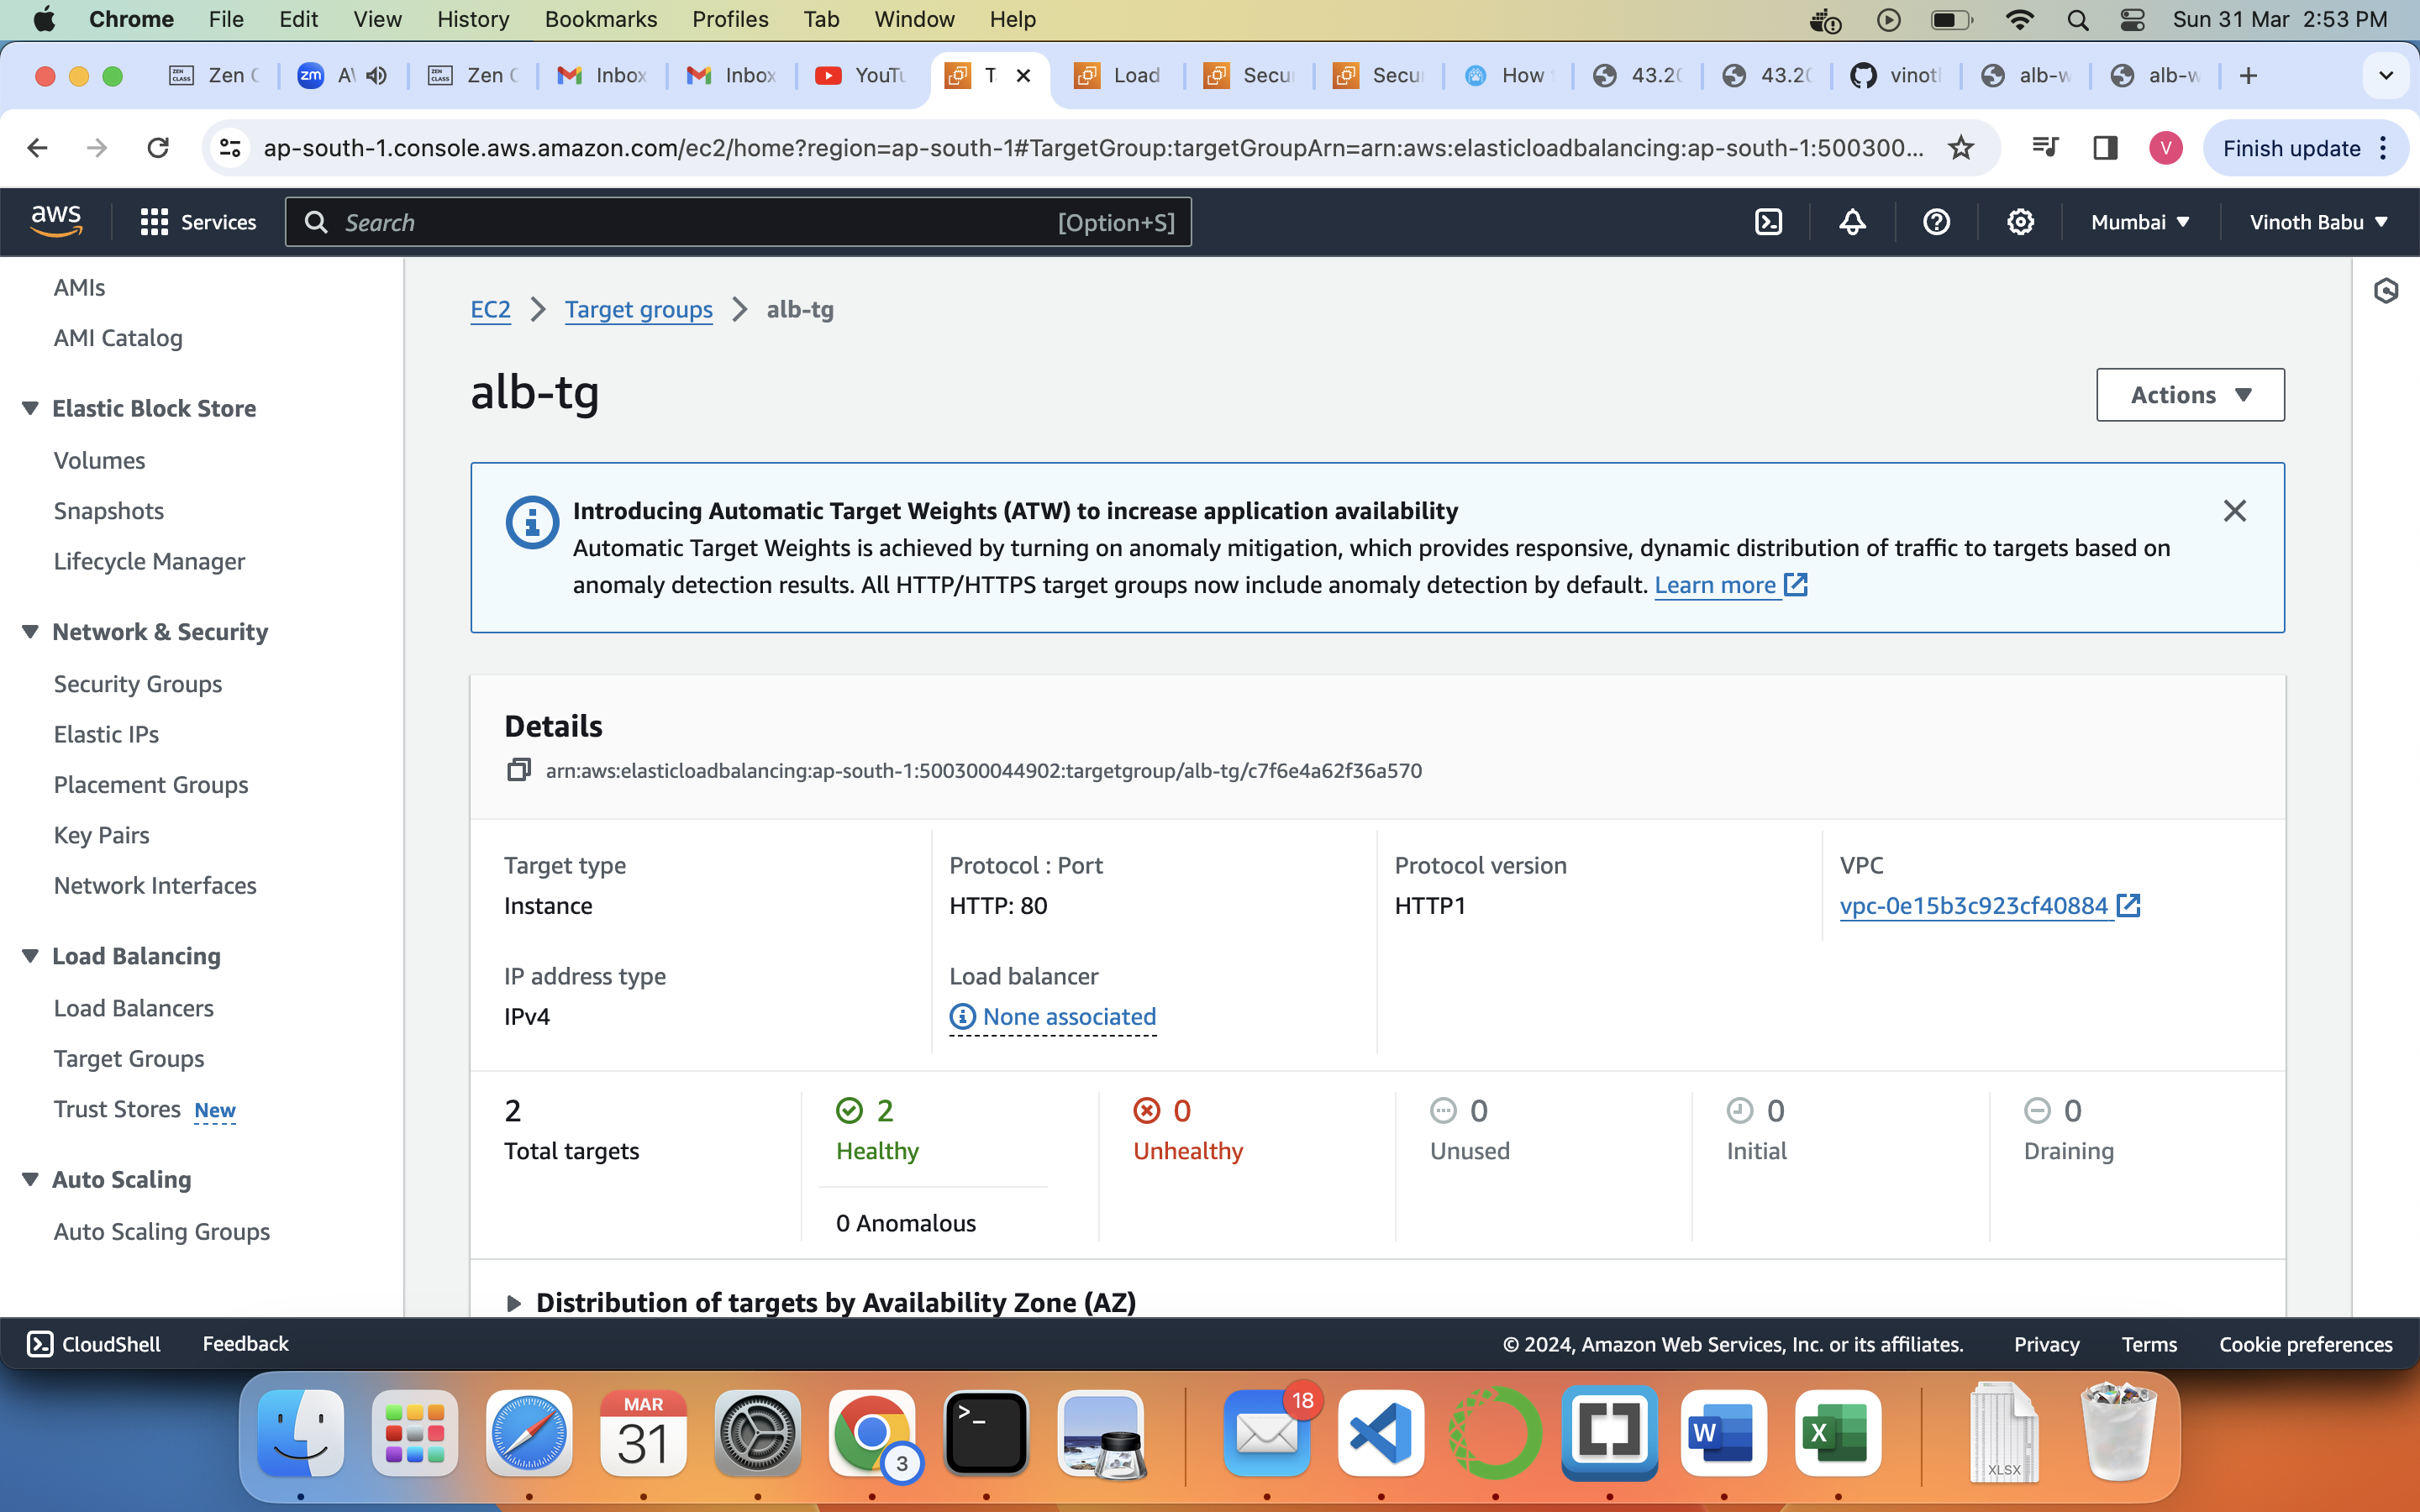 Chrome File Edit View History Bookmarks Profiles Tab Window Help Sun 31 Mar 2:53 PM
ZEN CLASS Zen C zm AV ZEN CLASS Zen C Inbox Inbox YouTu T Load Secu Secu How 43.20 43.20 vinoth alb-w alb-w
ap-south-1.console.aws.amazon.com/ec2/home?region=ap-south-1#TargetGroup:targetGroupArn=arn:aws:elasticloadbalancing:ap-south-1:500300... V Finish update
aws Services Search [Option+S] Mumbai Vinoth Babu
AMIs
AMI Catalog
Elastic Block Store
Volumes
Snapshots
Lifecycle Manager
Network & Security
Security Groups
Elastic IPs
Placement Groups
Key Pairs
Network Interfaces
Load Balancing
Load Balancers
Target Groups
Trust Stores New
Auto Scaling
Auto Scaling Groups
EC2 Target groups alb-tg
alb-tg
Actions
Introducing Automatic Target Weights (ATW) to increase application availability
Automatic Target Weights is achieved by turning on anomaly mitigation, which provides responsive, dynamic distribution of traffic to targets based on
anomaly detection results. All HTTP/HTTPS target groups now include anomaly detection by default. Learn more
Details
arn:aws:elasticloadbalancing:ap-south-1:500300044902:targetgroup/alb-tg/c7f6e4a62f36a570
Target type
Instance
Protocol : Port
HTTP: 80
Protocol version
HTTP1
VPC
vpc-0e15b3c923cf40884
IP address type
IPv4
Load balancer
None associated
2
Total targets
2
Healthy
0 Anomalous
0
Unhealthy
0
Unused
0
Initial
0
Draining
Distribution of targets by Availability Zone (AZ)
CloudShell Feedback © 2024, Amazon Web Services, Inc. or its affiliates. Privacy Terms Cookie preferences
MAR
31
3
>_
18
W
X
XLSX